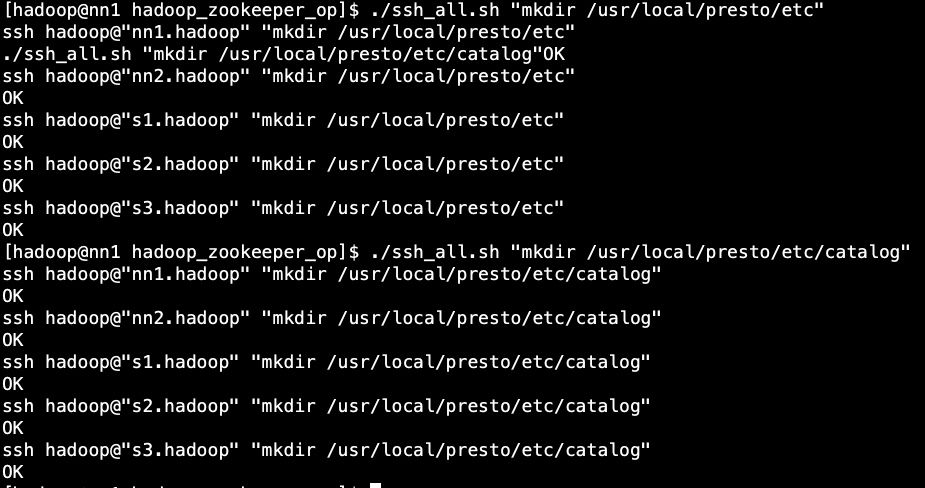 [hadoop@nn1 hadoop_zookeeper_op]$ ./ssh_all.sh "mkdir /usr/local/presto/etc"
ssh hadoop@"nn1.hadoop" "mkdir /usr/local/presto/etc"
./ssh_all.sh "mkdir /usr/local/presto/etc/catalog"OK
ssh hadoop@"nn2.hadoop" "mkdir /usr/local/presto/etc"
OK
ssh hadoop@"s1.hadoop" "mkdir /usr/local/presto/etc"
OK
ssh hadoop@"s2.hadoop" "mkdir /usr/local/presto/etc"
OK
ssh hadoop@"s3.hadoop" "mkdir /usr/local/presto/etc"
OK
[hadoop@nn1 hadoop_zookeeper_op]$ ./ssh_all.sh "mkdir /usr/local/presto/etc/catalog"
ssh hadoop@"nn1.hadoop" "mkdir /usr/local/presto/etc/catalog"
OK
ssh hadoop@"nn2.hadoop" "mkdir /usr/local/presto/etc/catalog"
OK
ssh hadoop@"s1.hadoop" "mkdir /usr/local/presto/etc/catalog"
OK
ssh hadoop@"s2.hadoop" "mkdir /usr/local/presto/etc/catalog"
OK
ssh hadoop@"s3.hadoop" "mkdir /usr/local/presto/etc/catalog"
OK